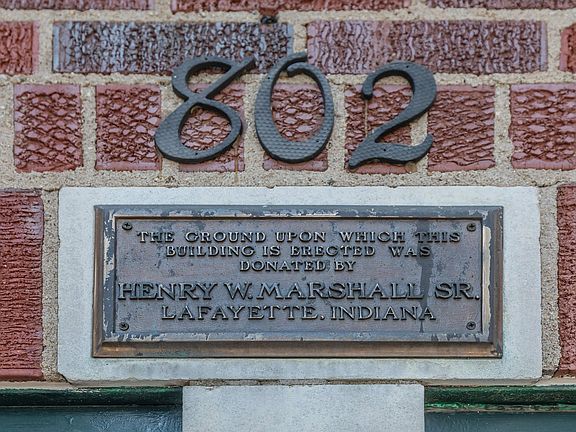 802
THE GROUND UPON WHICH THIS
BUILDING IS ERECTED WAS
DONATED BY
HENRY W. MARSHALL SR.
LAFAYETTE, INDIANA